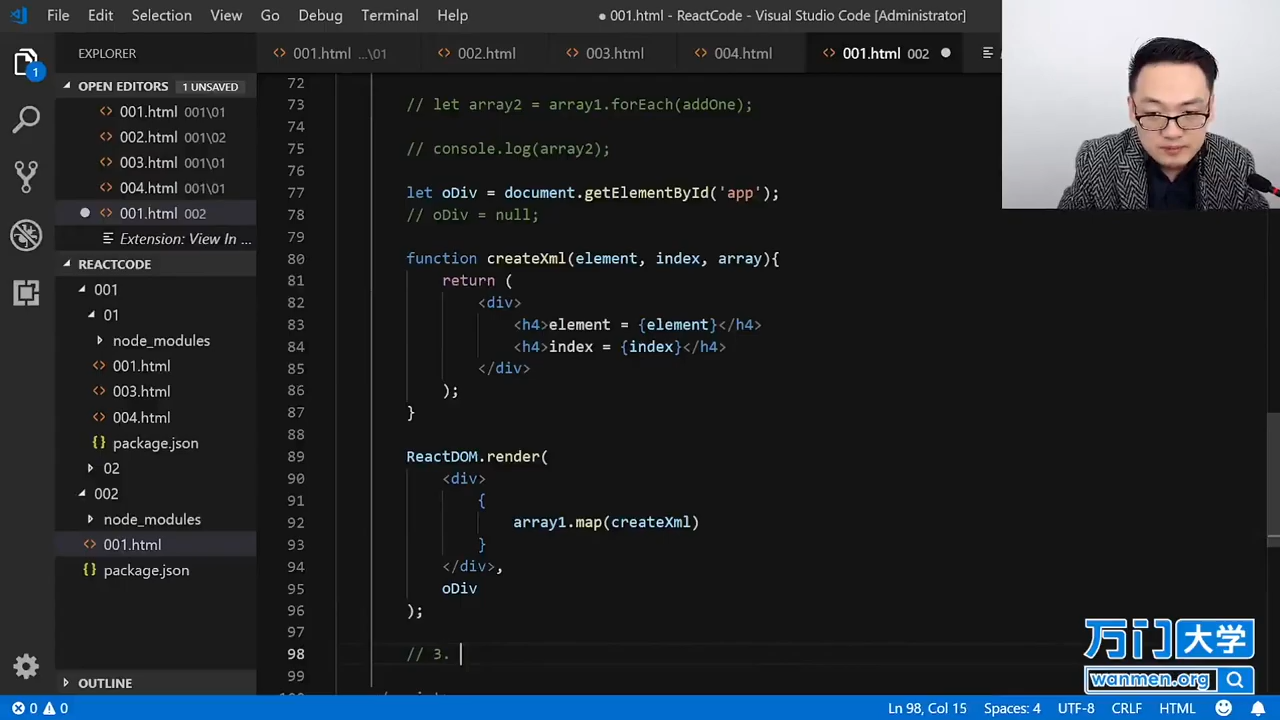 File Edit Selection View Go Debug Terminal Help
● 001.html - ReactCode - Visual Studio Code [Administrator]
EXPLORER
001.html ...\01
002.html
003.html
004.html
001.html 002 ●
OPEN EDITORS 1 UNSAVED
001.html 001\01
002.html 001\02
003.html 001\01
004.html 001\01
● 001.html 002
Extension: View In ...
REACTCODE
001
01
node_modules
001.html
003.html
004.html
{} package.json
02
002
node_modules
001.html
{} package.json
OUTLINE
1
72
73 // let array2 = array1.forEach(addOne);
74
75 // console.log(array2);
76
77 let oDiv = document.getElementById('app');
78 // oDiv = null;
79
80 function createXml(element, index, array){
81 return (
82 <div>
83 <h4>element = {element}</h4>
84 <h4>index = {index}</h4>
85 </div>
86 );
87 }
88
89 ReactDOM.render(
90 <div>
91 {
92 array1.map(createXml)
93 }
94 </div>,
95 oDiv
96 );
97
98 // 3.
99
万门大学
wanmen.org
0 0
Ln 98, Col 15 Spaces: 4 UTF-8 CRLF HTML